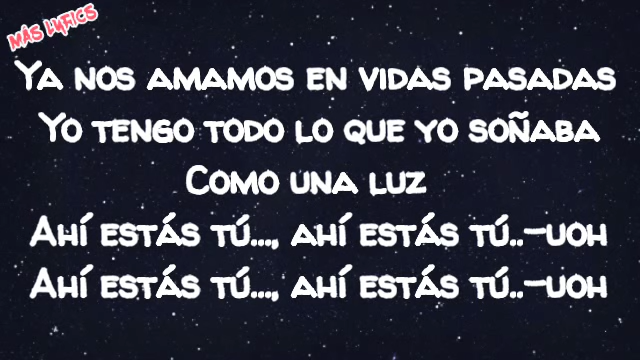 MÁS LYRICS
YA NOS AMAMOS EN VIDAS PASADAS
YO TENGO TODO LO QUE YO SOÑABA
COMO UNA LUZ
AHÍ ESTÁS TÚ..., AHÍ ESTÁS TÚ..-UOH
AHÍ ESTÁS TÚ..., AHÍ ESTÁS TÚ..-UOH